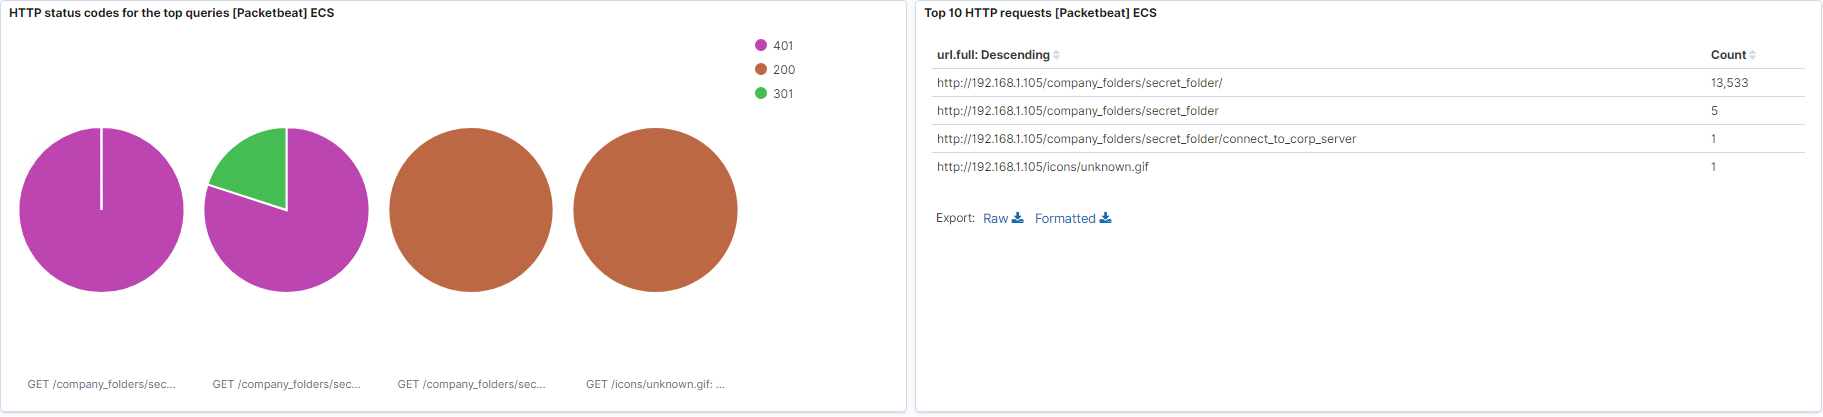 HTTP status codes for the top queries [Packetbeat] ECS
401
200
301
GET /company_folders/sec...
GET /company_folders/sec...
GET /company_folders/sec...
GET /icons/unknown.gif: ...
Top 10 HTTP requests [Packetbeat] ECS
url.full: Descending Count
http://192.168.1.105/company_folders/secret_folder/ 13,533
http://192.168.1.105/company_folders/secret_folder 5
http://192.168.1.105/company_folders/secret_folder/connect_to_corp_server 1
http://192.168.1.105/icons/unknown.gif 1
Export: Raw Formatted